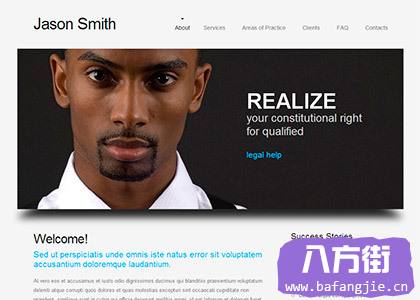 Jason Smith
About Services Areas of Practice Clients FAQ Contacts
REALIZE
your constitutional right
for qualified
legal help
Welcome!
Sed ut perspiciatis unde omnis iste natus error sit voluptatem
accusantium doloremque laudantium.
Success Stories
At vero eos et accusamus et iusto odio dignissimos ducimus qui blanditiis praesentium voluptatum
deleniti atque corrupti quos dolores et quas molestias excepturi sint occaecati cupiditate non
八方街
www.bafangjie.cn